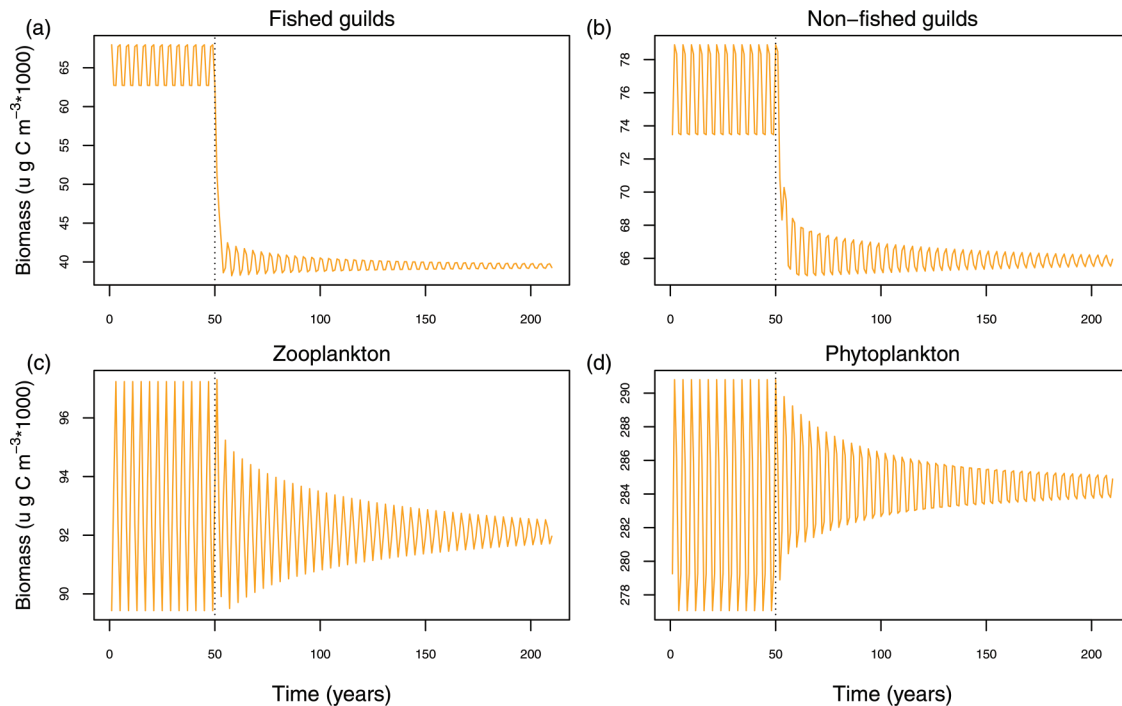 (a) Fished guilds
Biomass (u g C m⁻³*1000)
40 45 50 55 60 65
0 50 100 150 200
(b) Non−fished guilds
66 68 70 72 74 76 78
0 50 100 150 200
(c) Zooplankton
Biomass (u g C m⁻³*1000)
90 92 94 96
0 50 100 150 200
Time (years)
(d) Phytoplankton
278 280 282 284 286 288 290
0 50 100 150 200
Time (years)